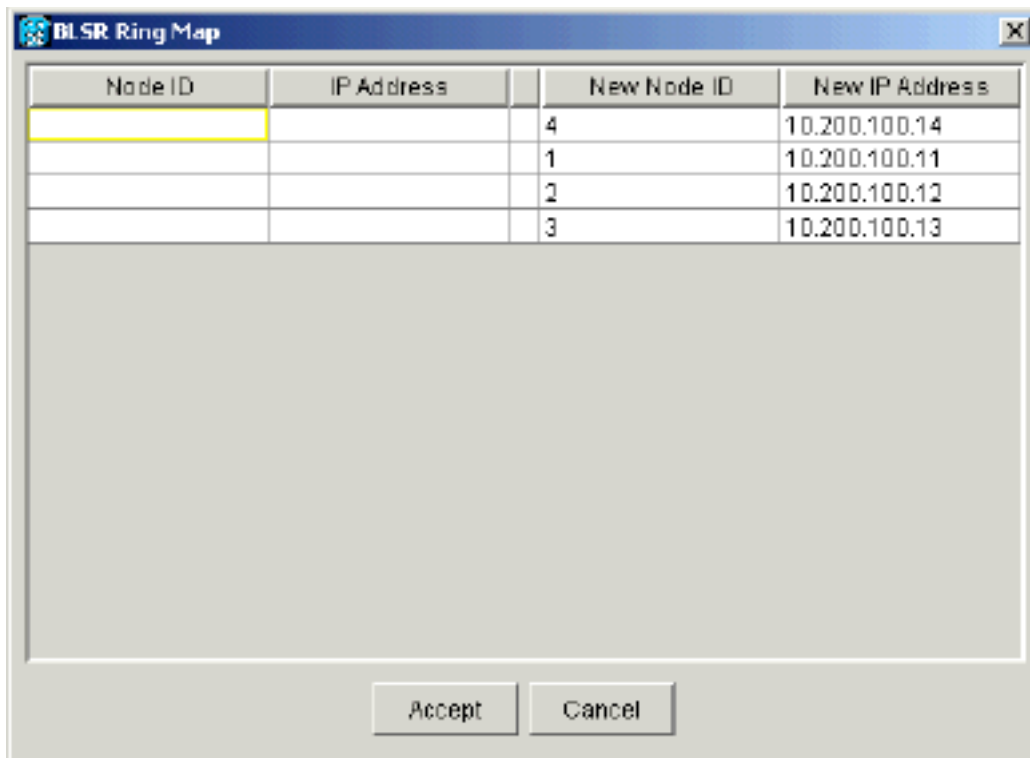 BLSR Ring Map
Node ID IP Address New Node ID New IP Address
4 10.200.100.14
1 10.200.100.11
2 10.200.100.12
3 10.200.100.13
Accept Cancel